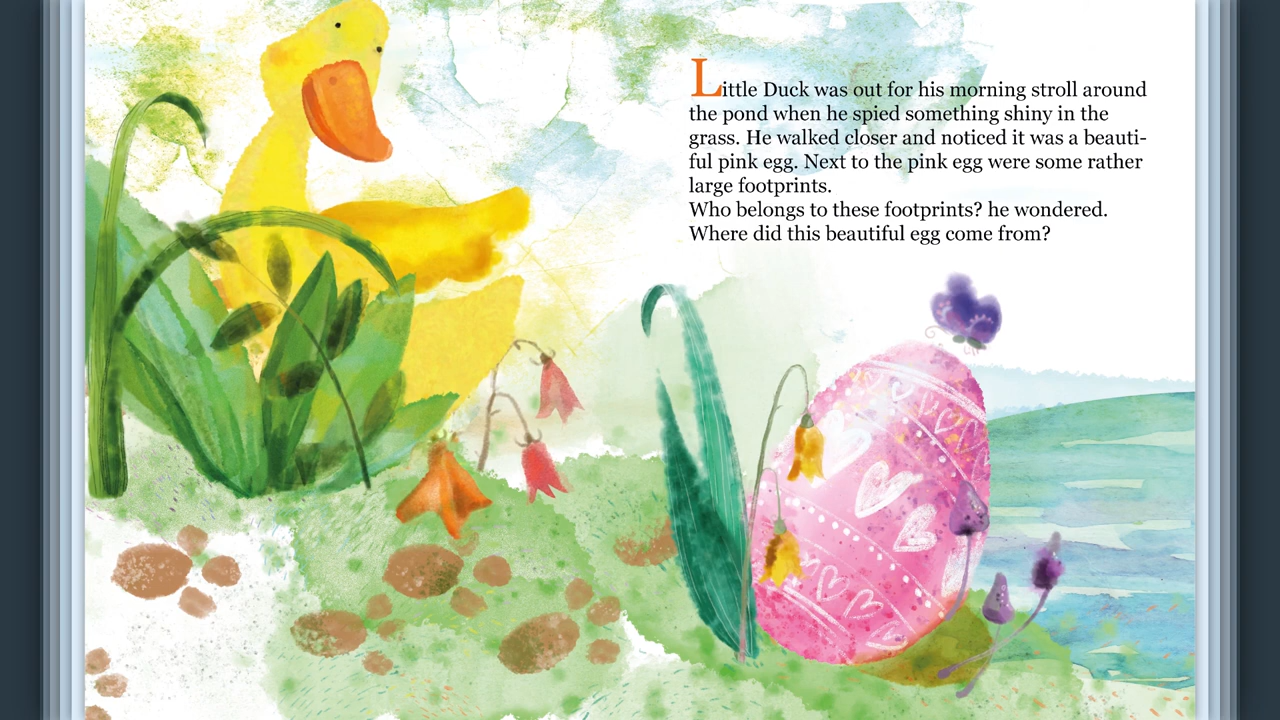 Little Duck was out for his morning stroll around
the pond when he spied something shiny in the
grass. He walked closer and noticed it was a beauti-
ful pink egg. Next to the pink egg were some rather
large footprints.
Who belongs to these footprints? he wondered.
Where did this beautiful egg come from?